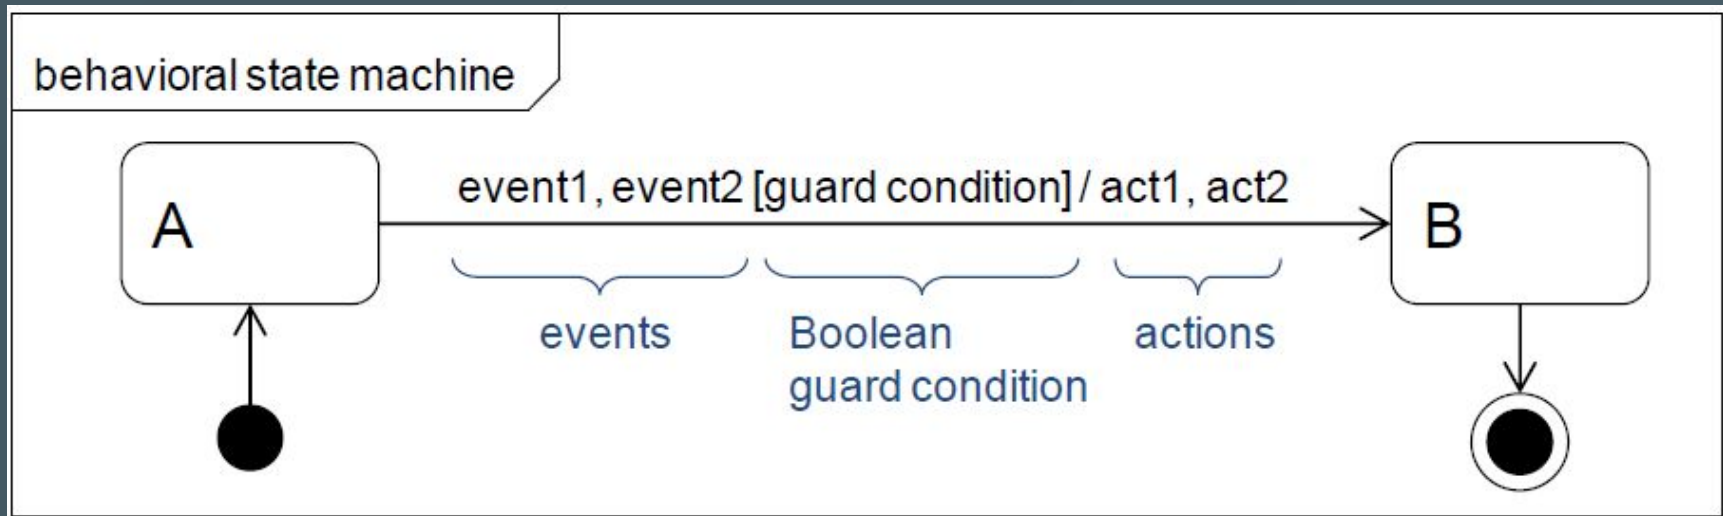 behavioral state machine
event1, event2 [guard condition] / act1, act2
A
B
events
Boolean
guard condition
actions